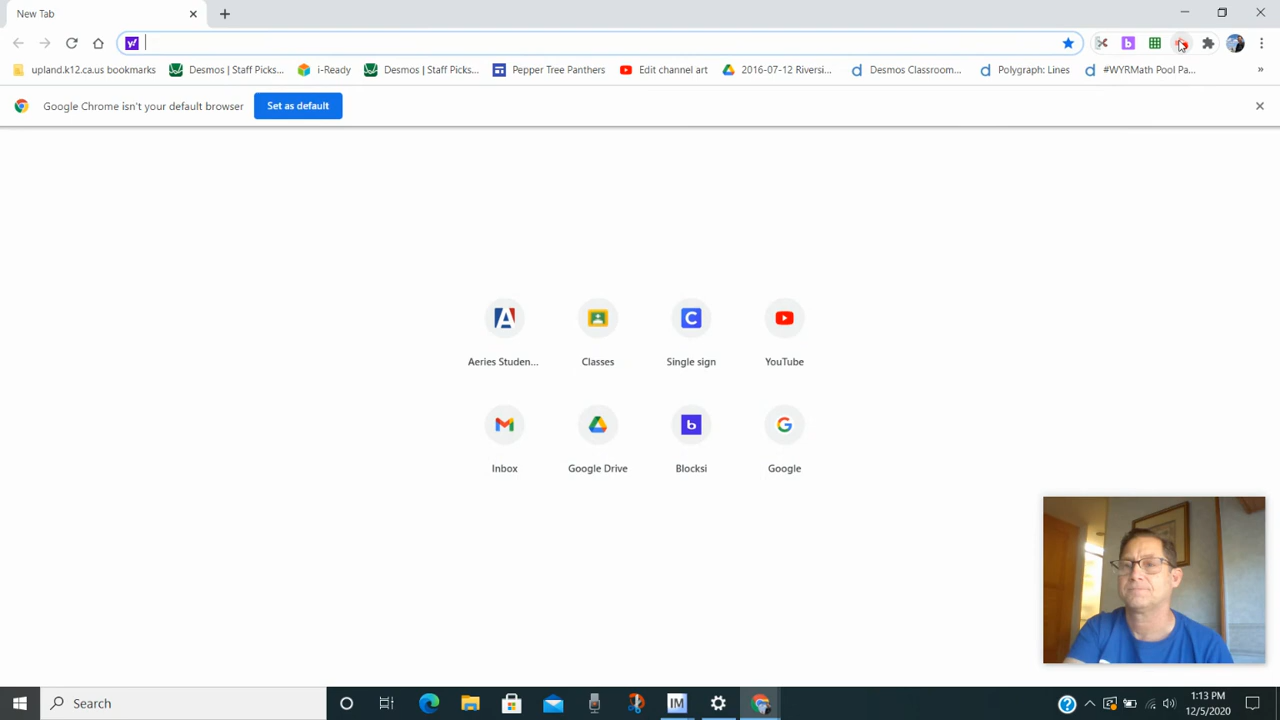 New Tab
y!
upland.k12.ca.us bookmarks
Desmos | Staff Picks...
i-Ready
Desmos | Staff Picks...
Pepper Tree Panthers
Edit channel art
2016-07-12 Riversi...
Desmos Classroom...
Polygraph: Lines
#WYRMath Pool Pa...
»
Google Chrome isn't your default browser
Set as default
Aeries Studen...
Classes
Single sign
YouTube
Inbox
Google Drive
Blocksi
Google
Search
IM
1:13 PM
12/5/2020